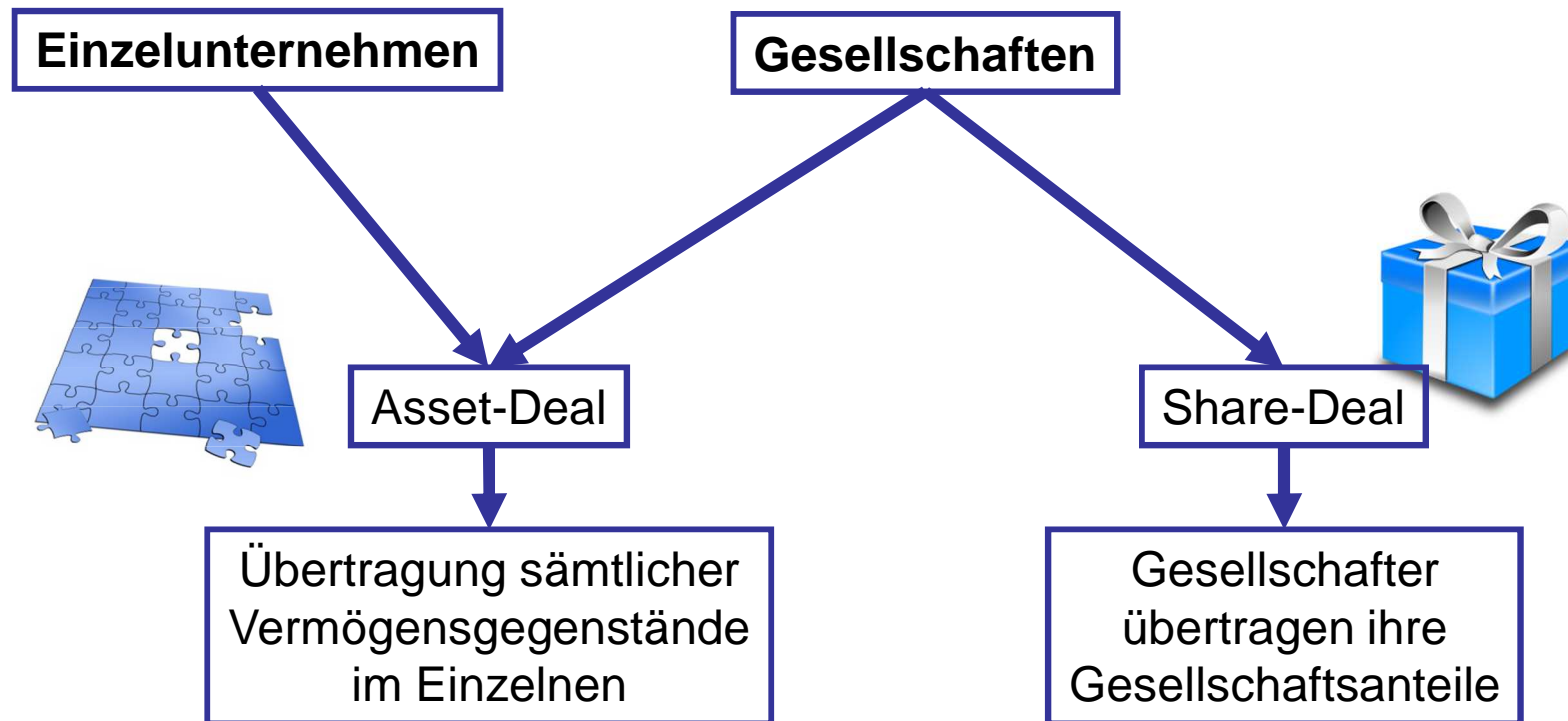 Einzelunternehmen
Gesellschaften
Asset-Deal
Share-Deal
Übertragung sämtlicher
Vermögensgegenstände
im Einzelnen
Gesellschafter
übertragen ihre
Gesellschaftsanteile